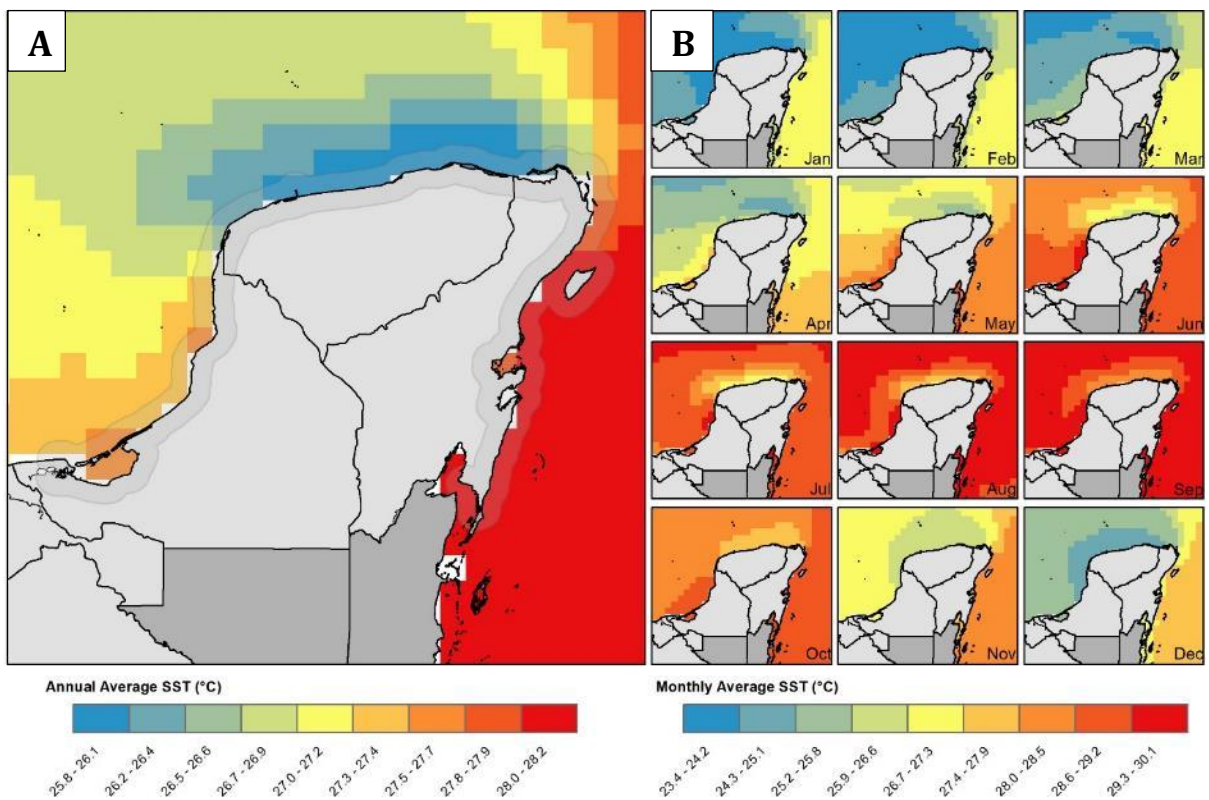 A
B
Jan
Feb
Mar
Apr
May
Jun
Jul
Aug
Sep
Oct
Nov
Dec
Annual Average SST (°C)
25.8 - 26.1
26.2 - 26.4
26.5 - 26.6
26.7 - 26.9
27.0 - 27.2
27.3 - 27.4
27.5 - 27.7
27.8 - 27.9
28.0 - 28.2
Monthly Average SST (°C)
23.4 - 24.2
24.3 - 25.1
25.2 - 25.8
25.9 - 26.6
26.7 - 27.3
27.4 - 27.9
28.0 - 28.5
28.6 - 29.2
29.3 - 30.1